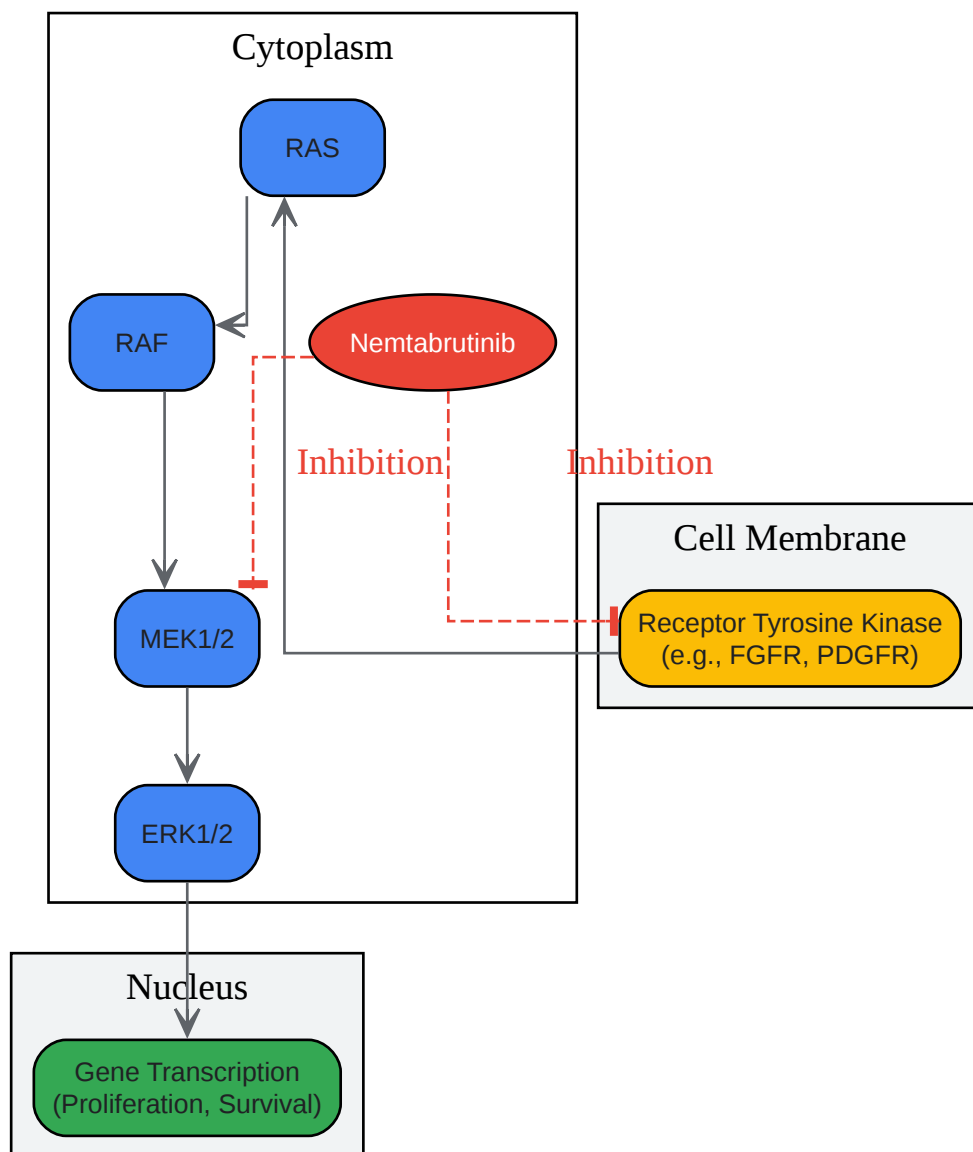 Cytoplasm
RAS
RAF
Nemtabrutinib
Inhibition
Inhibition
Cell Membrane
Receptor Tyrosine Kinase
(e.g., FGFR, PDGFR)
MEK1/2
ERK1/2
Nucleus
Gene Transcription
(Proliferation, Survival)